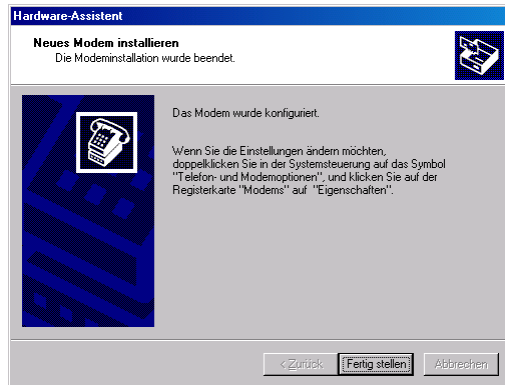 Hardware-Assistent
Neues Modem installieren
Die Modeminstallation wurde beendet.
Das Modem wurde konfiguriert.
Wenn Sie die Einstellungen ändern möchten,
doppelklicken Sie in der Systemsteuerung auf das Symbol
"Telefon- und Modemoptionen", und klicken Sie auf der
Registerkarte "Modems" auf "Eigenschaften".
< Zurück Fertig stellen Abbrechen